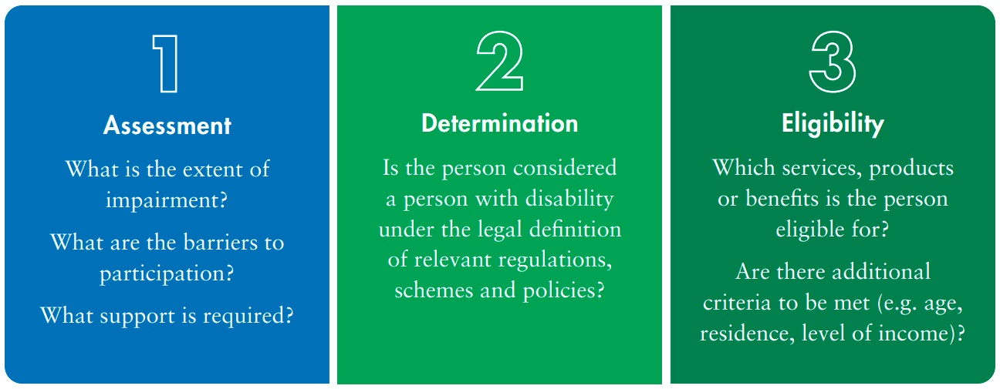 1
Assessment
What is the extent of
impairment?
What are the barriers to
participation?
What support is required?
2
Determination
Is the person considered
a person with disability
under the legal definition
of relevant regulations,
schemes and policies?
3
Eligibility
Which services, products
or benefits is the person
eligible for?
Are there additional
criteria to be met (e.g. age,
residence, level of income)?